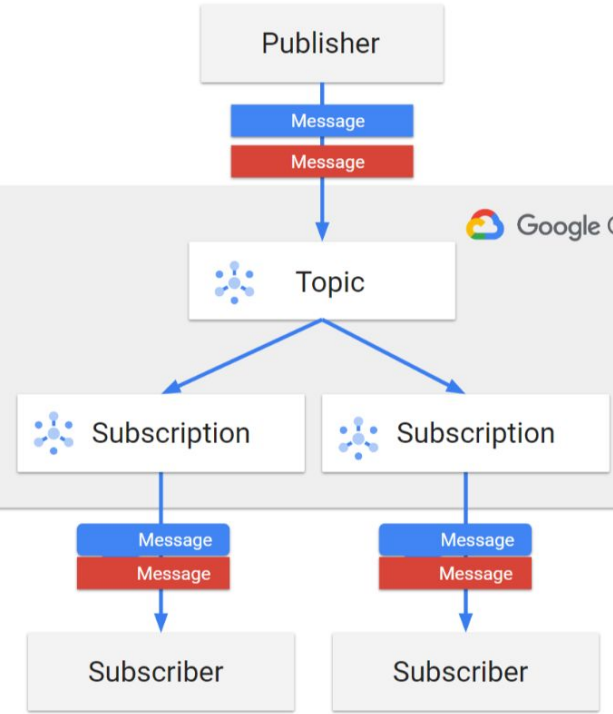 Publisher
Message
Message
Google
Topic
Subscription
Subscription
Message
Message
Message
Message
Subscriber
Subscriber